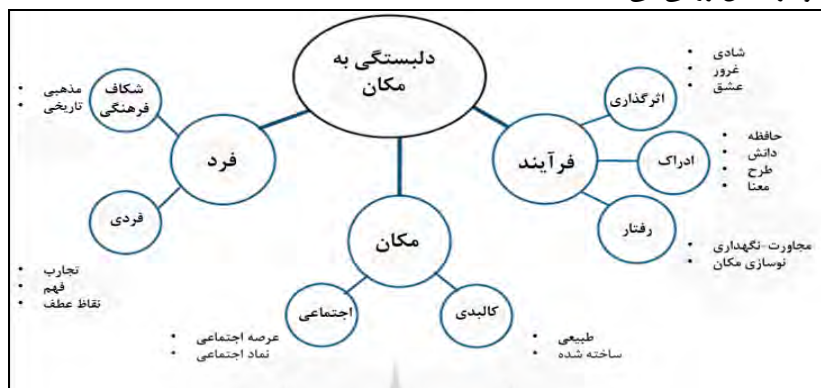 دلبستگی به
مکان
فرآیند
اثرگذاری
شادی
غرور
عشق
ادراک
حافظه
دانش
طرح
معنا
رفتار
مجاورت-نگهداری
نوسازی مکان
مکان
کالبدی
طبیعی
ساخته شده
اجتماعی
عرصه اجتماعی
نماد اجتماعی
فرد
شکاف
فرهنگی
مذهبی
تاریخی
فردی
تجارب
فهم
نقاظ عطف